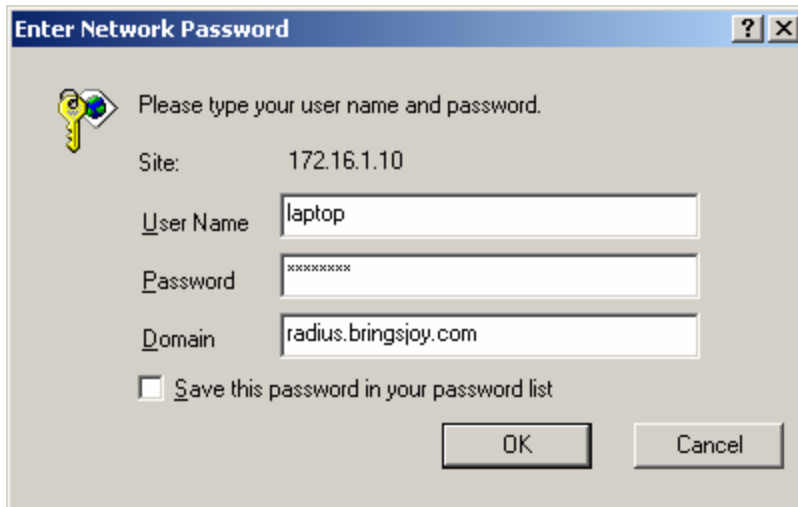 Enter Network Password
Please type your user name and password.
Site: 172.16.1.10
User Name laptop
Password ********
Domain radius.bringsjoy.com
Save this password in your password list
OK Cancel